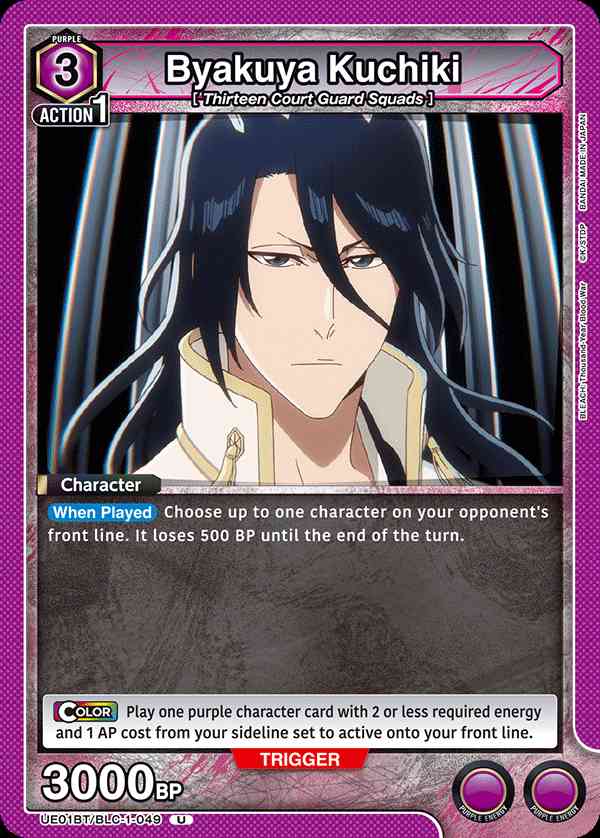 PURPLE
3
ACTION 1
Byakuya Kuchiki
[ Thirteen Court Guard Squads ]
BANDAI MADE IN JAPAN
©K/STDP
BLEACH: Thousand-Year Blood War
Character
When Played Choose up to one character on your opponent's
front line. It loses 500 BP until the end of the turn.
COLOR Play one purple character card with 2 or less required energy
and 1 AP cost from your sideline set to active onto your front line.
TRIGGER
3000 BP
PURPLE ENERGY
PURPLE ENERGY
UE01BT/BLC-1-049 U